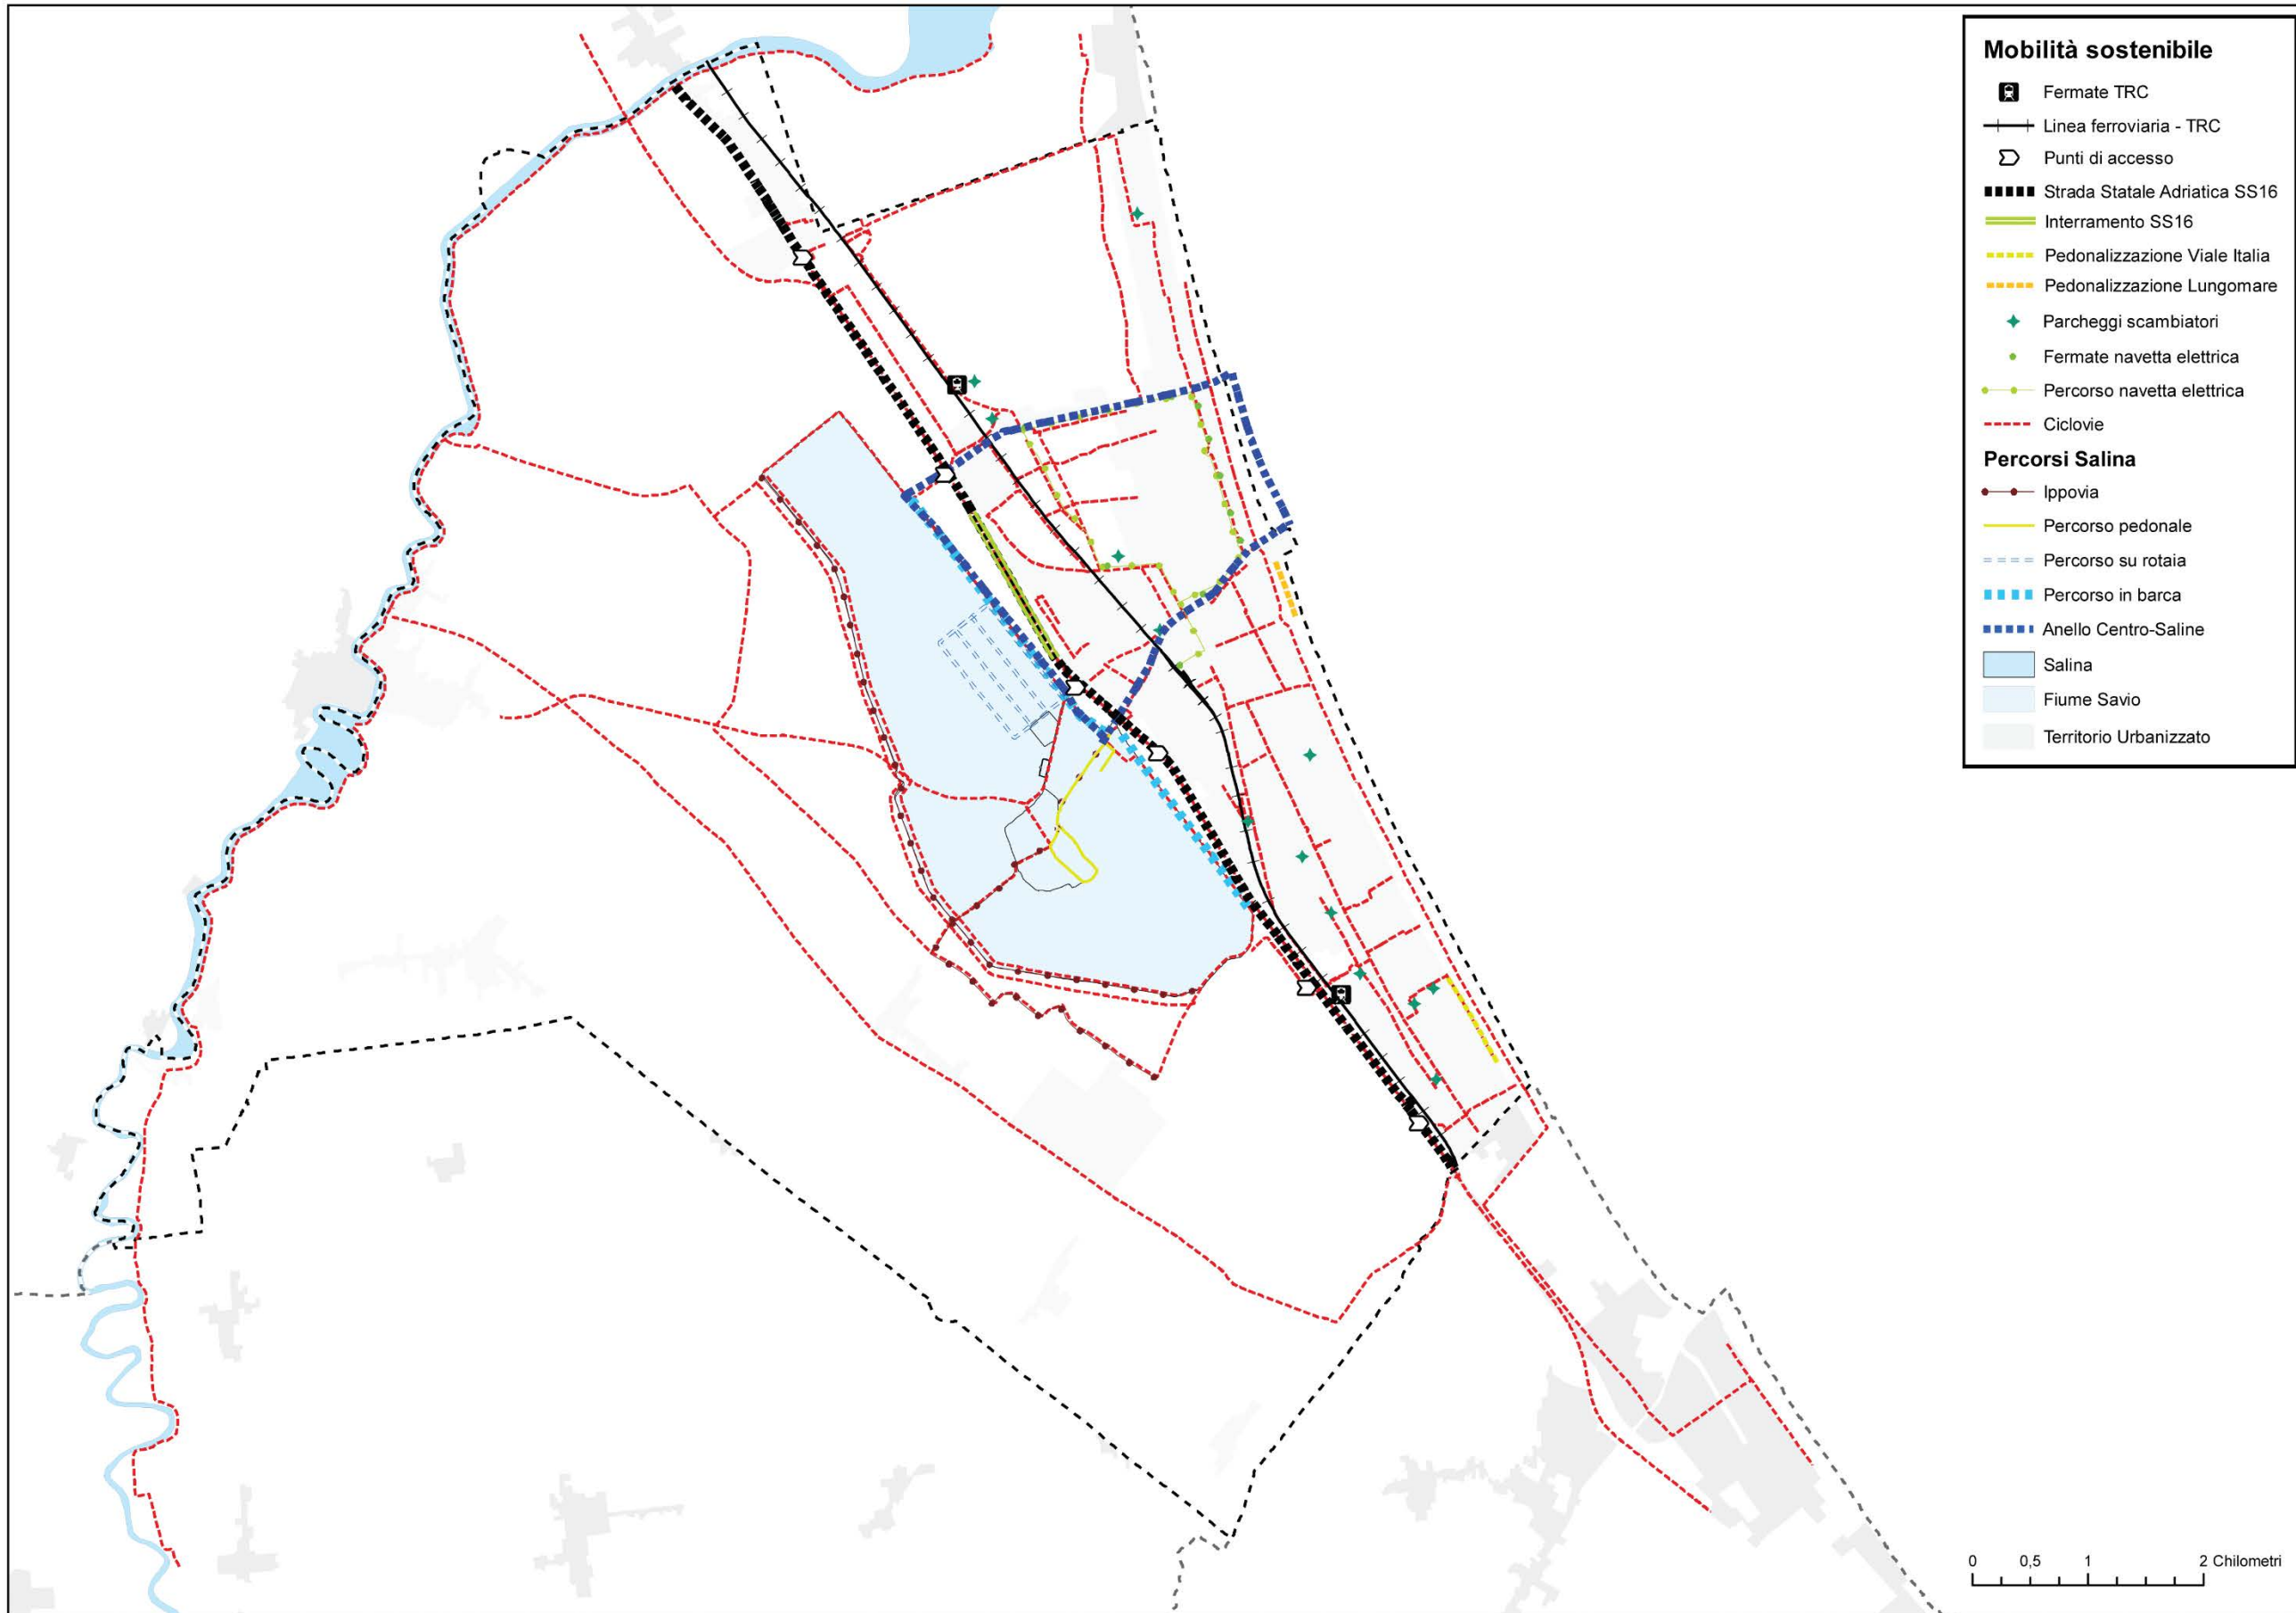 Mobilità sostenibile
Fermate TRC
Linea ferroviaria - TRC
Punti di accesso
Strada Statale Adriatica SS16
Interramento SS16
Pedonalizzazione Viale Italia
Pedonalizzazione Lungomare
Parcheggi scambiatori
Fermate navetta elettrica
Percorso navetta elettrica
Ciclovie
Percorsi Salina
Ippovia
Percorso pedonale
Percorso su rotaia
Percorso in barca
Anello Centro-Saline
Salina
Fiume Savio
Territorio Urbanizzato
0 0,5 1 2 Chilometri